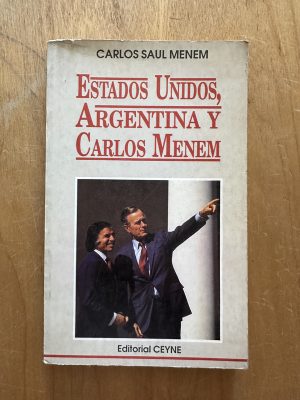 CARLOS SAUL MENEM
ESTADOS UNIDOS,
ARGENTINA Y
CARLOS MENEM
Editorial CEYNE